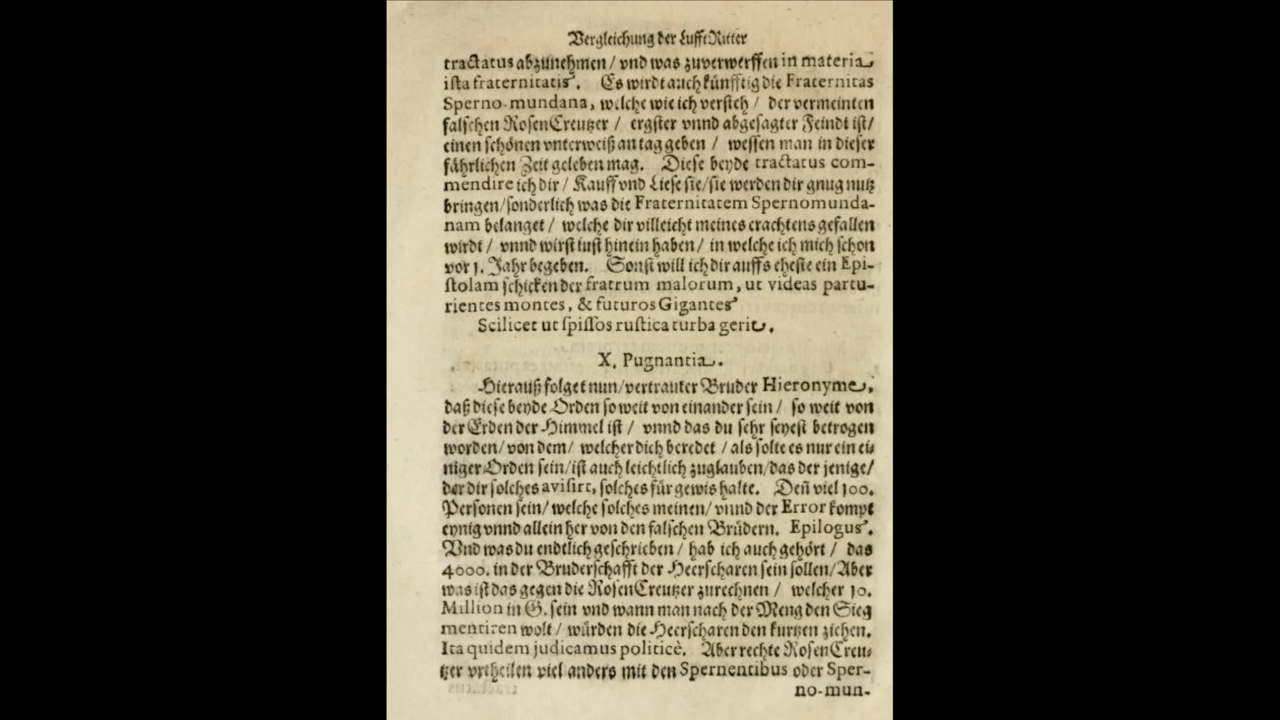 Vergleichung der LufftRitter
tractatus abzunehmen / vnd was zuverwerffen in materia
ista fraternitatis. Es wirdt auch künfftig die Fraternitas
Sperno-mundana, welche wie ich versteh / der vermeinten
falschen RosenCreutzer / ergster vnnd abgesagter Feindt ist/
einen schönen vnterweiß an tag geben / wessen man in dieser
fährlichen Zeit geleben mag. Diese beyde tractatus com-
mendire ich dir / Kauff vnd Liese sie/sie werden dir gnug nutz
bringen/sonderlich was die Fraternitatem Spernomunda-
nam belanget / welche dir villeicht meines erachtens gefallen
wirdt / vnnd wirst lust hinein haben / in welche ich mich schon
vor 1. Jahr begeben. Sonst will ich dir auffs eheste ein Epi-
stolam schicken der fratrum malorum, ut videas partu-
rientes montes, & futuros Gigantes
Scilicet ut spissos rustica turba gerit.
X. Pugnantia.
Hierauß folget nun/vertrauter Bruder Hieronyme,
daß diese beyde Orden so weit von einander sein / so weit von
der Erden der Himmel ist / vnnd das du sehr seyest betrogen
worden/von dem/ welcher dich beredet / als solte es nur ein ei-
niger Orden sein/ist auch leichtlich zuglauben/das der jenige/
der dir solches avisirt, solches für gewis halte. Deñ viel 100.
Personen sein/ welche solches meinen/ vnnd der Error kompt
eynig vnnd allein her von den falschen Brüdern. Epilogus.
Vnd was du endtlich geschrieben / hab ich auch gehört / das
4000. in der Bruderschafft der Heerscharen sein sollen/Aber
was ist das gegen die RosenCreutzer zurechnen / welcher 10.
Million in G. sein vnd wann man nach der Meng den Sieg
mentiren wolt / würden die Heerscharen den kurtzen ziehen.
Ita quidem judicamus politicè. Aber rechte RosenCreu-
tzer vrtheilen viel anders mit den Spernentibus oder Sper-
no-mun-